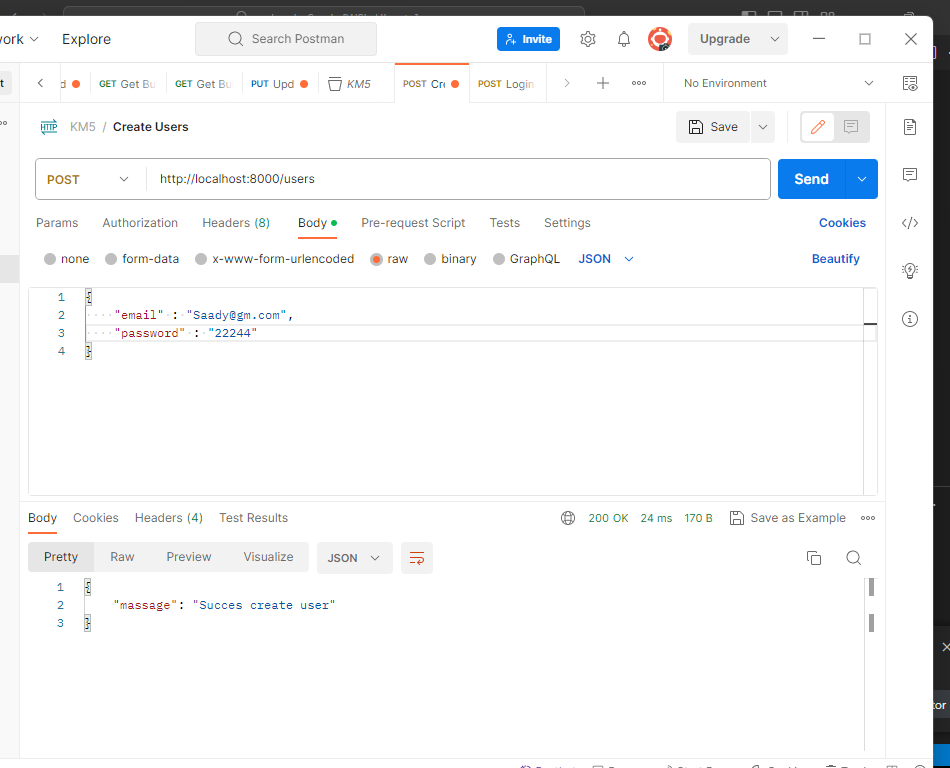 ork Explore Search Postman Invite Upgrade
GET Get Bu GET Get Bu PUT Upd KM5 POST Cr POST Login No Environment
HTTP KM5 / Create Users Save
POST http://localhost:8000/users Send
Params Authorization Headers (8) Body Pre-request Script Tests Settings Cookies
none form-data x-www-form-urlencoded raw binary GraphQL JSON Beautify
1 {
2 "email" : "Saady@gm.com",
3 "password" : "22244"
4 }
Body Cookies Headers (4) Test Results 200 OK 24 ms 170 B Save as Example
Pretty Raw Preview Visualize JSON
1 {
2 "massage": "Succes create user"
3 }
tor